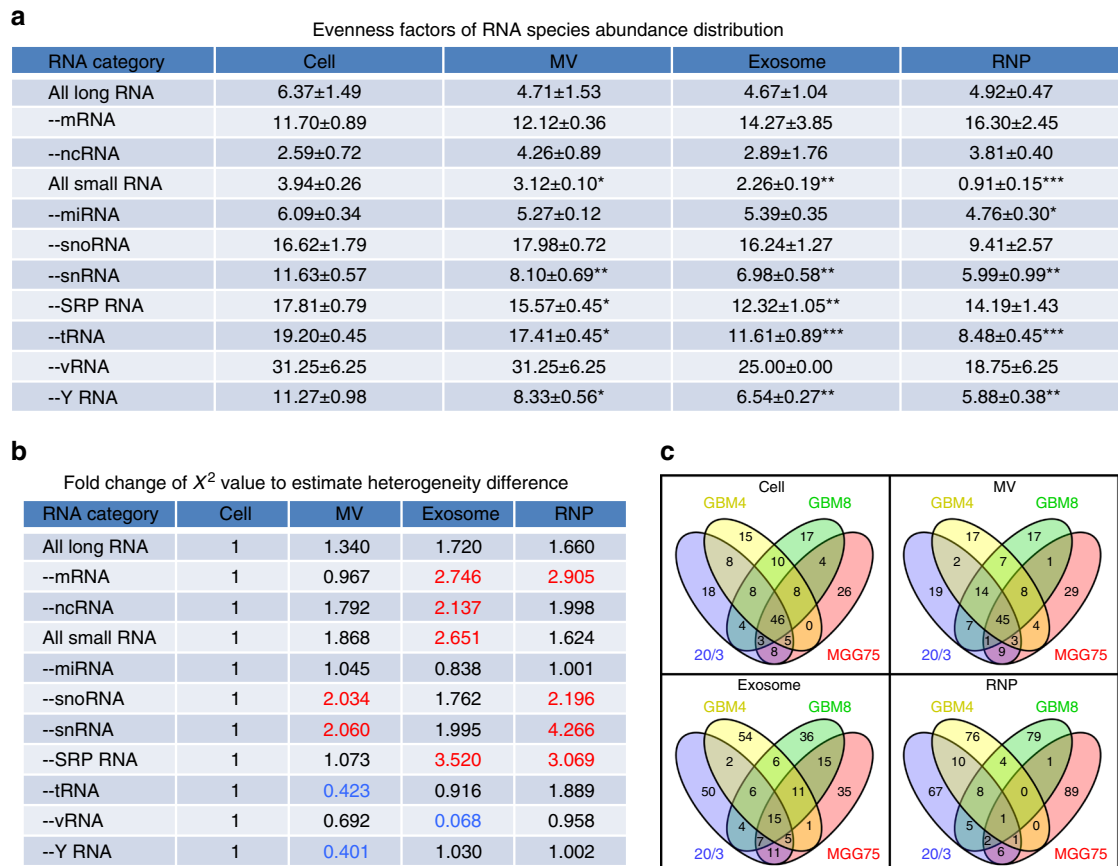 a
Evenness factors of RNA species abundance distribution
RNA category Cell MV Exosome RNP
All long RNA 6.37±1.49 4.71±1.53 4.67±1.04 4.92±0.47
--mRNA 11.70±0.89 12.12±0.36 14.27±3.85 16.30±2.45
--ncRNA 2.59±0.72 4.26±0.89 2.89±1.76 3.81±0.40
All small RNA 3.94±0.26 3.12±0.10* 2.26±0.19** 0.91±0.15***
--miRNA 6.09±0.34 5.27±0.12 5.39±0.35 4.76±0.30*
--snoRNA 16.62±1.79 17.98±0.72 16.24±1.27 9.41±2.57
--snRNA 11.63±0.57 8.10±0.69** 6.98±0.58** 5.99±0.99**
--SRP RNA 17.81±0.79 15.57±0.45* 12.32±1.05** 14.19±1.43
--tRNA 19.20±0.45 17.41±0.45* 11.61±0.89*** 8.48±0.45***
--vRNA 31.25±6.25 31.25±6.25 25.00±0.00 18.75±6.25
--Y RNA 11.27±0.98 8.33±0.56* 6.54±0.27** 5.88±0.38**
b
Fold change of X² value to estimate heterogeneity difference
RNA category Cell MV Exosome RNP
All long RNA 1 1.340 1.720 1.660
--mRNA 1 0.967 2.746 2.905
--ncRNA 1 1.792 2.137 1.998
All small RNA 1 1.868 2.651 1.624
--miRNA 1 1.045 0.838 1.001
--snoRNA 1 2.034 1.762 2.196
--snRNA 1 2.060 1.995 4.266
--SRP RNA 1 1.073 3.520 3.069
--tRNA 1 0.423 0.916 1.889
--vRNA 1 0.692 0.068 0.958
--Y RNA 1 0.401 1.030 1.002
c
Cell
GBM4 GBM8
15 17
8 10 4
18 8 8 26
46
4 0
3 5
8
20/3 MGG75
MV
GBM4 GBM8
17 17
2 7 1
19 14 8 29
45
7 4
1 3
9
20/3 MGG75
Exosome
GBM4 GBM8
54 36
2 6 15
50 6 11 35
15
4 1
7 5
11
20/3 MGG75
RNP
GBM4 GBM8
76 79
10 4 1
67 8 0 89
1
5 0
2 1
6
20/3 MGG75